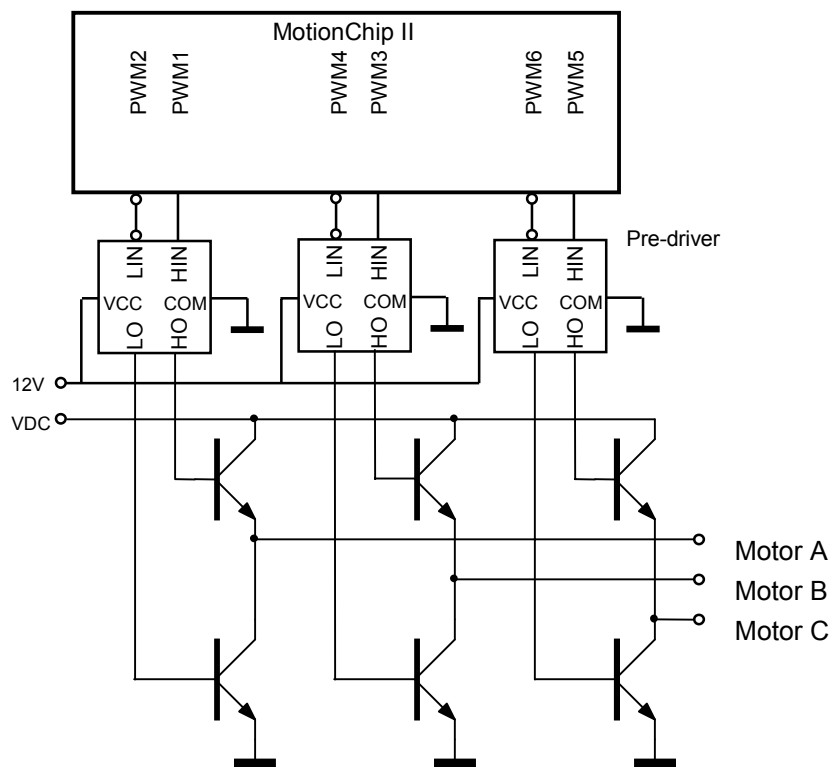 MotionChip II
PWM2 PWM1 PWM4 PWM3 PWM6 PWM5
Pre-driver
LIN HIN LIN HIN LIN HIN
VCC COM VCC COM VCC COM
LO HO LO HO LO HO
12V
VDC
Motor A
Motor B
Motor C